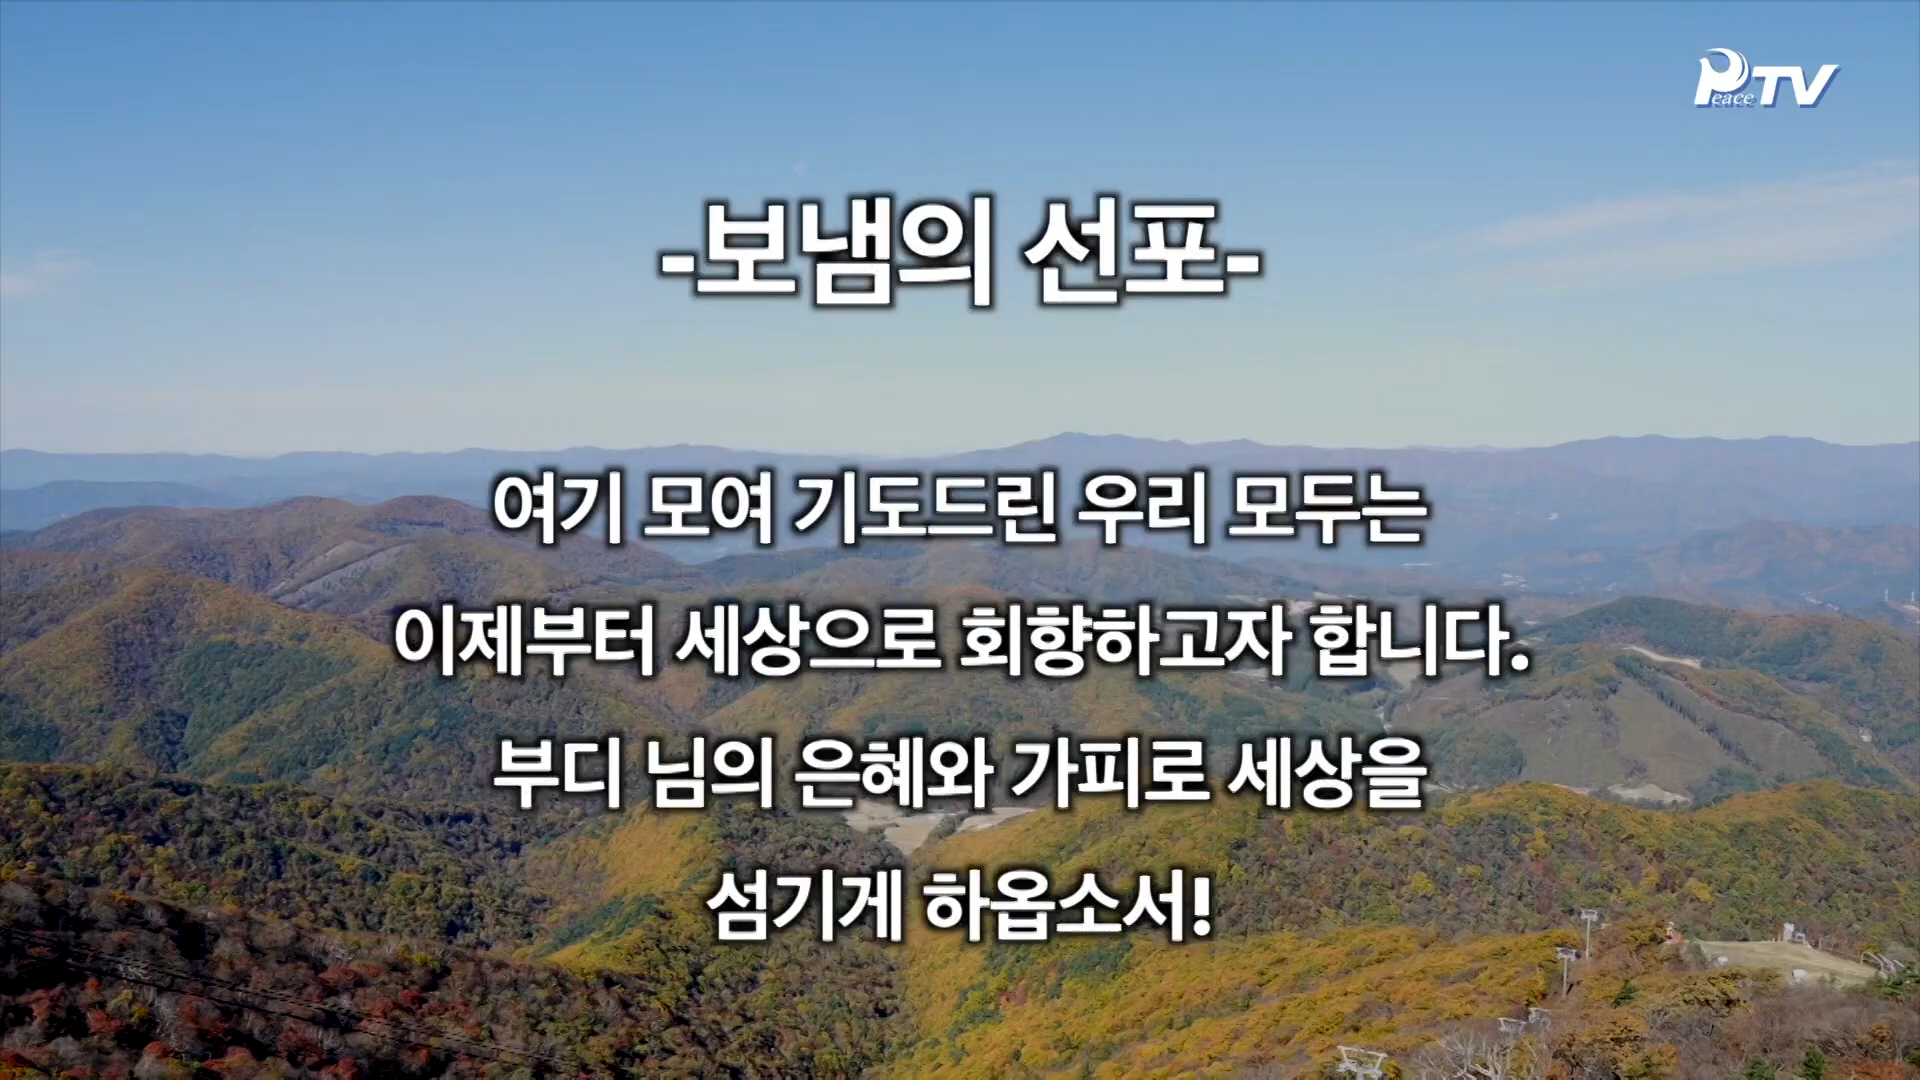 Peace TV
-보냄의 선포-
여기 모여 기도드린 우리 모두는
이제부터 세상으로 회향하고자 합니다.
부디 님의 은혜와 가피로 세상을
섬기게 하옵소서!